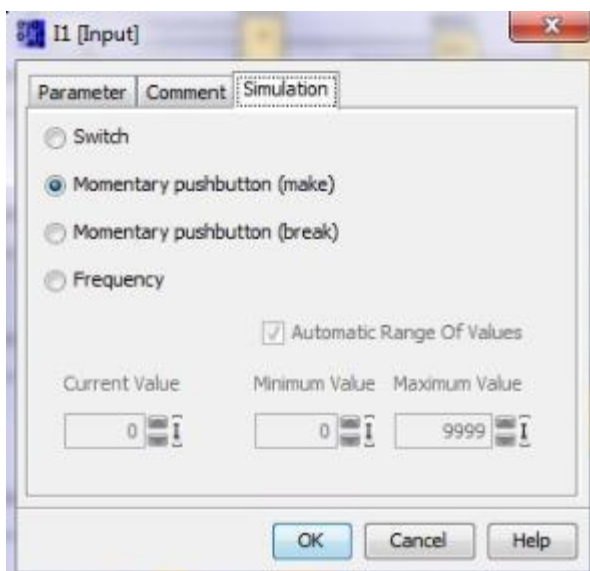 I1 [Input]
Parameter Comment Simulation
Switch
Momentary pushbutton (make)
Momentary pushbutton (break)
Frequency
Automatic Range Of Values
Current Value Minimum Value Maximum Value
0 0 9999
OK Cancel Help